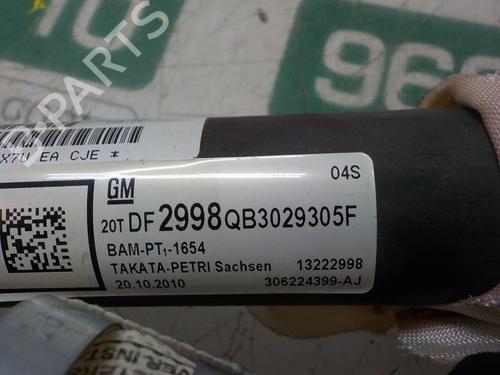 PARTS
X7U EA CJE *
GM
04S
20T DF 2998 QB3029305F
BAM-PT1-1654
TAKATA-PETRI Sachsen 13222998
20.10.2010 306224399-AJ